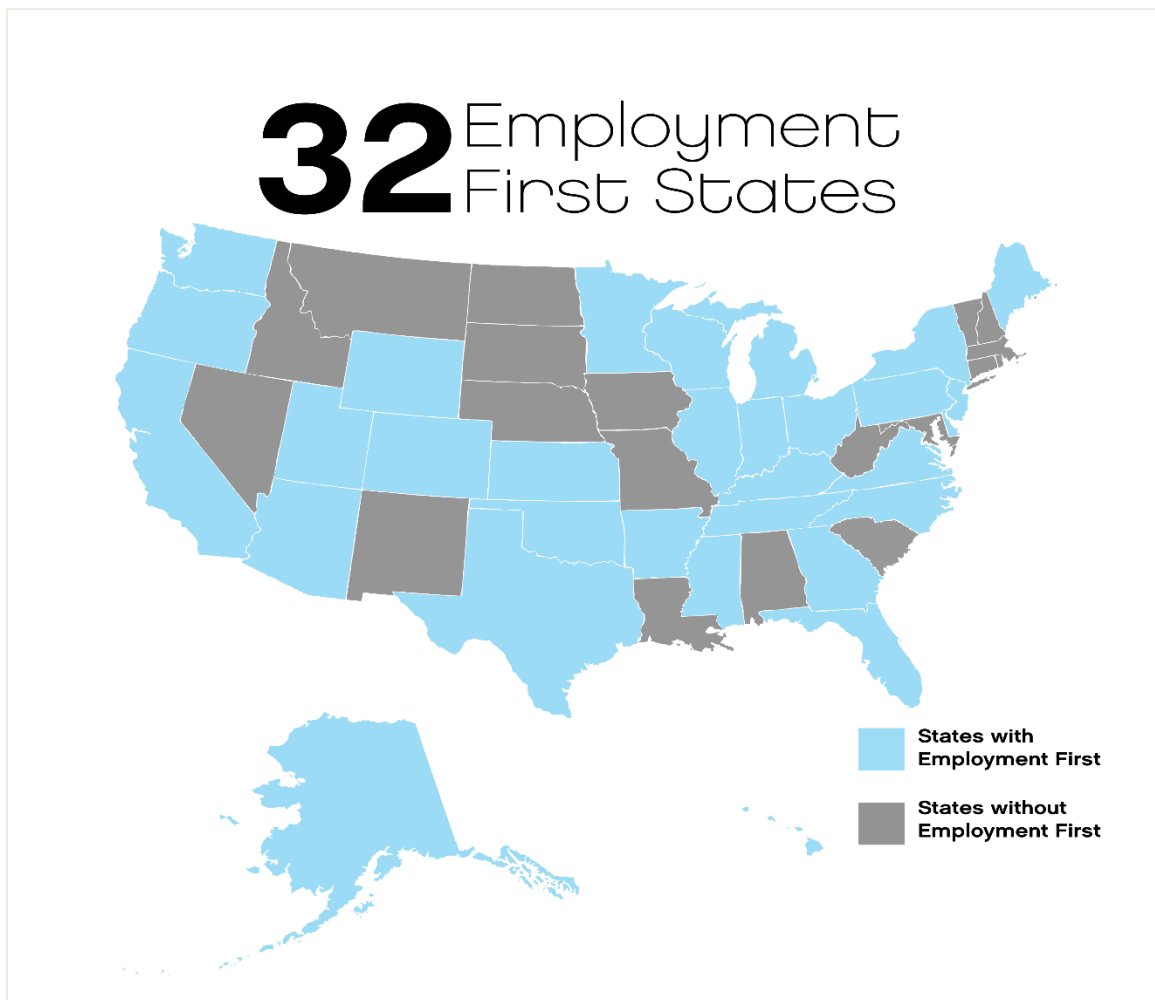 32 Employment
First States
States with
Employment First
States without
Employment First